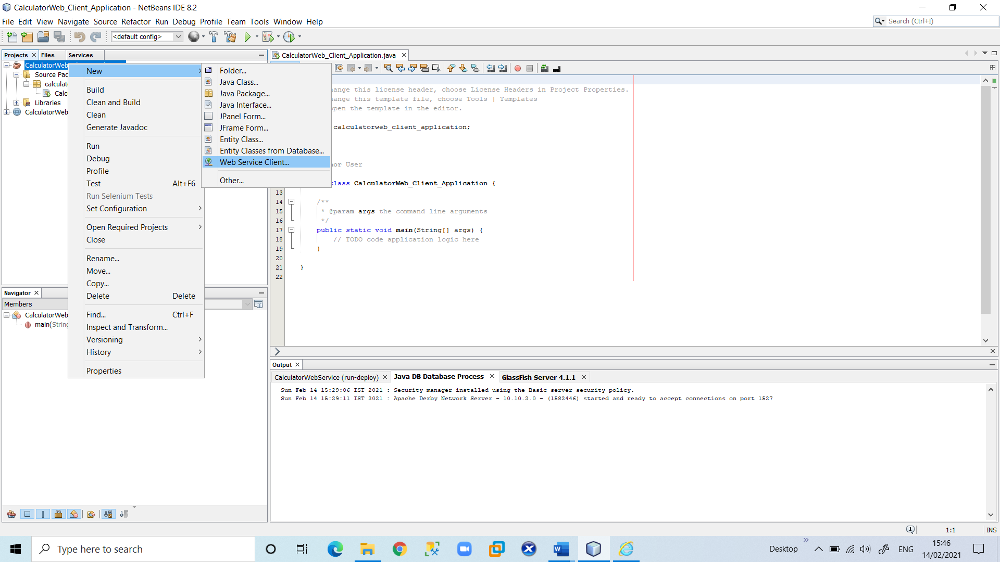 CalculatorWeb_Client_Application - NetBeans IDE 8.2
File Edit View Navigate Source Refactor Run Debug Profile Team Tools Window Help
Search (Ctrl+I)
<default config>
Projects Files Services
CalculatorWeb
Source Pac
calculat
Calc
Libraries
CalculatorWeb
New
Build
Clean and Build
Clean
Generate Javadoc
Run
Debug
Profile
Test Alt+F6
Run Selenium Tests
Set Configuration
Open Required Projects
Close
Rename...
Move...
Copy...
Delete Delete
Find... Ctrl+F
Inspect and Transform...
Versioning
History
Properties
Folder...
Java Class...
Java Package...
Java Interface...
JPanel Form...
JFrame Form...
Entity Class...
Entity Classes from Database...
Web Service Client...
Other...
CalculatorWeb_Client_Application.java
hange this license header, choose License Headers in Project Properties.
hange this template file, choose Tools | Templates
open the template in the editor.
calculatorweb_client_application;
hor User
class CalculatorWeb_Client_Application {
13
14 /**
15 * @param args the command line arguments
16 */
17 public static void main(String[] args) {
18 // TODO code application logic here
19 }
20
21 }
22
Navigator
Members
CalculatorWeb
main(String
Output
CalculatorWebService (run-deploy) Java DB Database Process GlassFish Server 4.1.1
Sun Feb 14 15:29:06 IST 2021 : Security manager installed using the Basic server security policy.
Sun Feb 14 15:29:11 IST 2021 : Apache Derby Network Server - 10.10.2.0 - (1582446) started and ready to accept connections on port 1527
1:1 INS
Type here to search
Desktop
ENG
15:46
14/02/2021